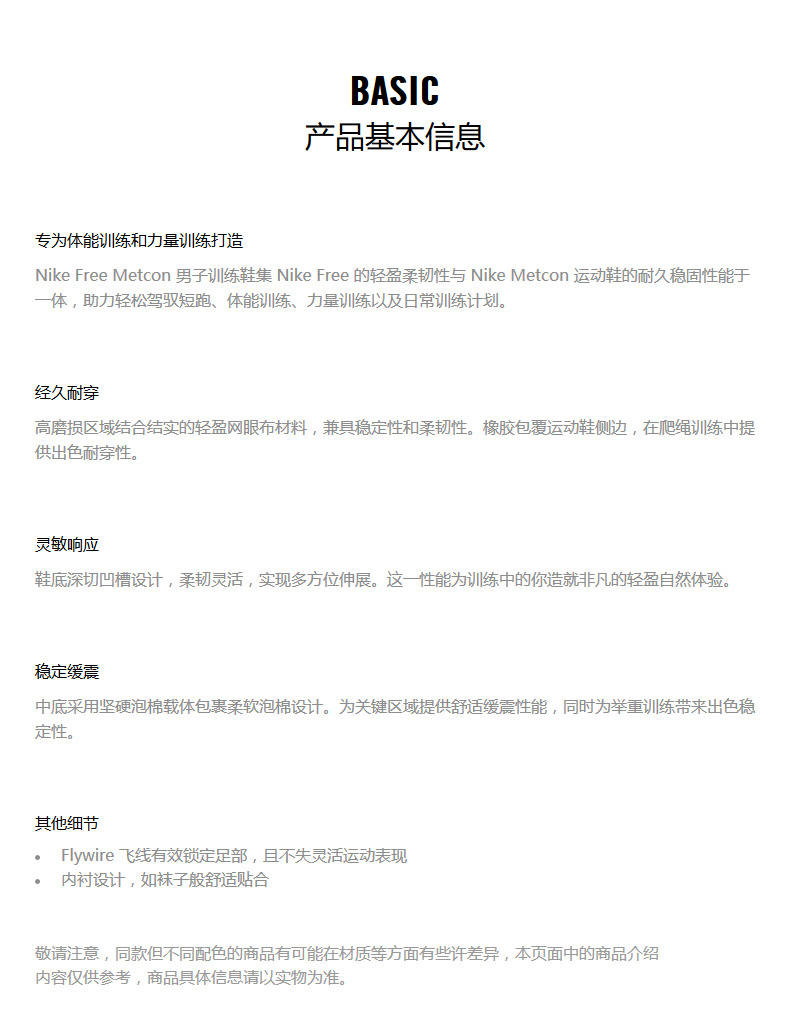 BASIC
产品基本信息
专为体能训练和力量训练打造
Nike Free Metcon 男子训练鞋集 Nike Free 的轻盈柔韧性与 Nike Metcon 运动鞋的耐久稳固性能于
一体，助力轻松驾驭短跑、体能训练、力量训练以及日常训练计划。
经久耐穿
高磨损区域结合结实的轻盈网眼布材料，兼具稳定性和柔韧性。橡胶包覆运动鞋侧边，在爬绳训练中提
供出色耐穿性。
灵敏响应
鞋底深切凹槽设计，柔韧灵活，实现多方位伸展。这一性能为训练中的你造就非凡的轻盈自然体验。
稳定缓震
中底采用坚硬泡棉载体包裹柔软泡棉设计。为关键区域提供舒适缓震性能，同时为举重训练带来出色稳
定性。
其他细节
• Flywire 飞线有效锁定足部，且不失灵活运动表现
• 内衬设计，如袜子般舒适贴合
敬请注意，同款但不同配色的商品有可能在材质等方面有些许差异，本页面中的商品介绍
内容仅供参考，商品具体信息请以实物为准。